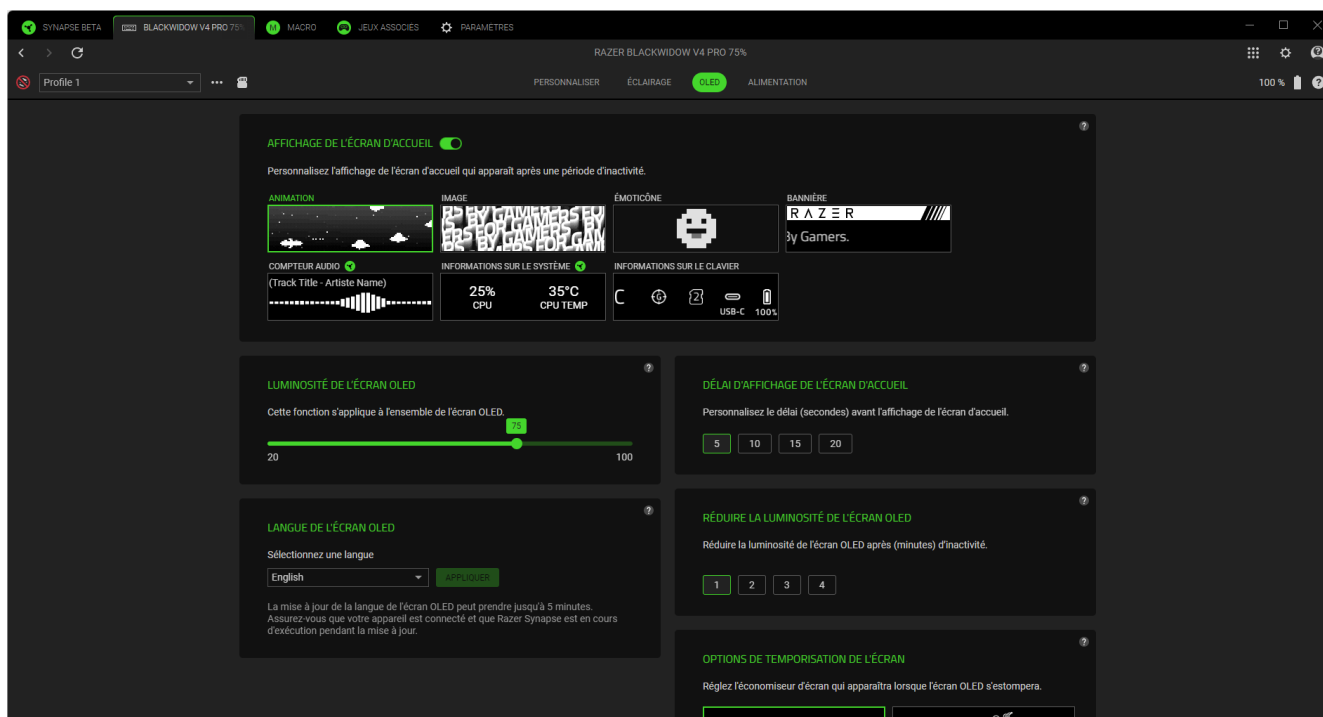 SYNAPSE BETA
BLACKWIDOW V4 PRO 75%
MACRO
JEUX ASSOCIÉS
PARAMÈTRES
RAZER BLACKWIDOW V4 PRO 75%
Profile 1
PERSONNALISER
ÉCLAIRAGE
OLED
ALIMENTATION
100 %
AFFICHAGE DE L'ÉCRAN D'ACCUEIL
Personnalisez l'affichage de l'écran d'accueil qui apparaît après une période d'inactivité.
ANIMATION
IMAGE
ÉMOTICÔNE
BANNIÈRE
BY GAMERS
RAZER
By Gamers.
COMPTEUR AUDIO
INFORMATIONS SUR LE SYSTÈME
INFORMATIONS SUR LE CLAVIER
(Track Title - Artiste Name)
25%
CPU
35°C
CPU TEMP
C
G
2
USB-C
100%
LUMINOSITÉ DE L'ÉCRAN OLED
Cette fonction s'applique à l'ensemble de l'écran OLED.
75
20
100
DÉLAI D'AFFICHAGE DE L'ÉCRAN D'ACCUEIL
Personnalisez le délai (secondes) avant l'affichage de l'écran d'accueil.
5
10
15
20
LANGUE DE L'ÉCRAN OLED
Sélectionnez une langue
English
APPLIQUER
La mise à jour de la langue de l'écran OLED peut prendre jusqu'à 5 minutes.
Assurez-vous que votre appareil est connecté et que Razer Synapse est en cours
d'exécution pendant la mise à jour.
RÉDUIRE LA LUMINOSITÉ DE L'ÉCRAN OLED
Réduire la luminosité de l'écran OLED après (minutes) d'inactivité.
1
2
3
4
OPTIONS DE TEMPORISATION DE L'ÉCRAN
Réglez l'économiseur d'écran qui apparaîtra lorsque l'écran OLED s'estompera.